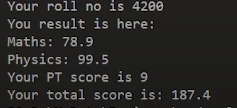 Your roll no is 4200
You result is here:
Maths: 78.9
Physics: 99.5
Your PT score is 9
Your total score is: 187.4